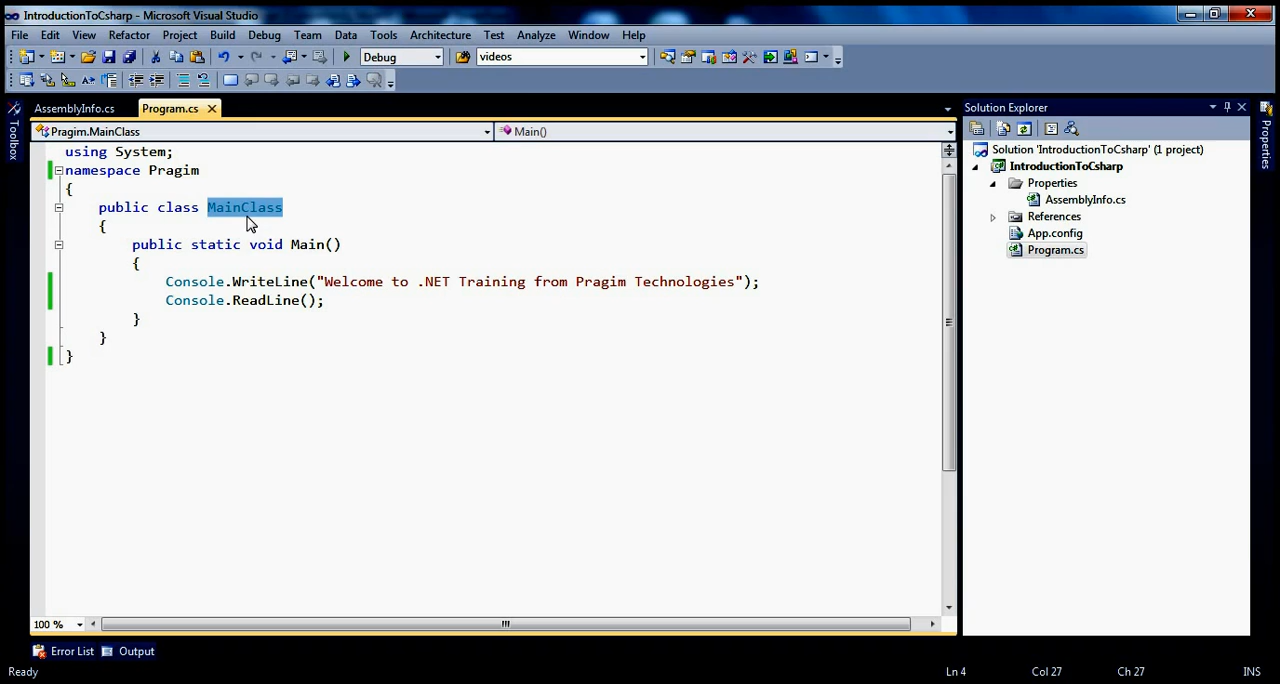 IntroductionToCsharp - Microsoft Visual Studio
File Edit View Refactor Project Build Debug Team Data Tools Architecture Test Analyze Window Help
Debug videos
AssemblyInfo.cs Program.cs Solution Explorer
Toolbox
Properties
Pragim.MainClass Main()
using System;
namespace Pragim
{
public class MainClass
{
public static void Main()
{
Console.WriteLine("Welcome to .NET Training from Pragim Technologies");
Console.ReadLine();
}
}
}
Solution 'IntroductionToCsharp' (1 project)
IntroductionToCsharp
Properties
AssemblyInfo.cs
References
App.config
Program.cs
100 %
Error List Output
Ready Ln 4 Col 27 Ch 27 INS